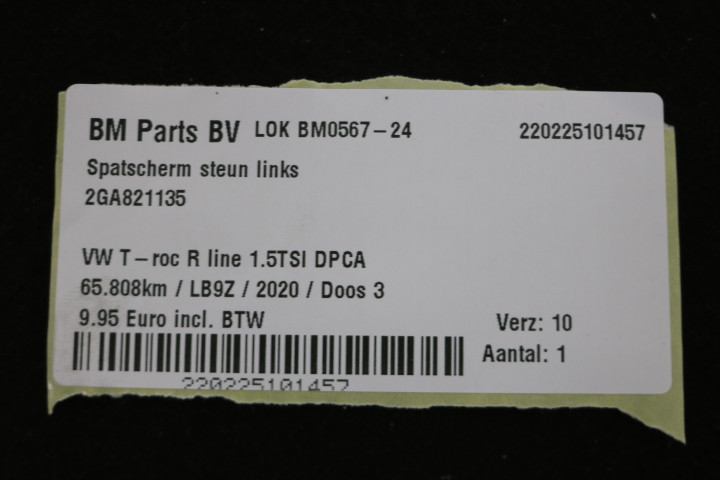 BM Parts BV LOK BM0567-24 220225101457
Spatscherm steun links
2GA821135
VW T-roc R line 1.5TSI DPCA
65.808km / LB9Z / 2020 / Doos 3
9.95 Euro incl. BTW Verz: 10
Aantal: 1
220225101457